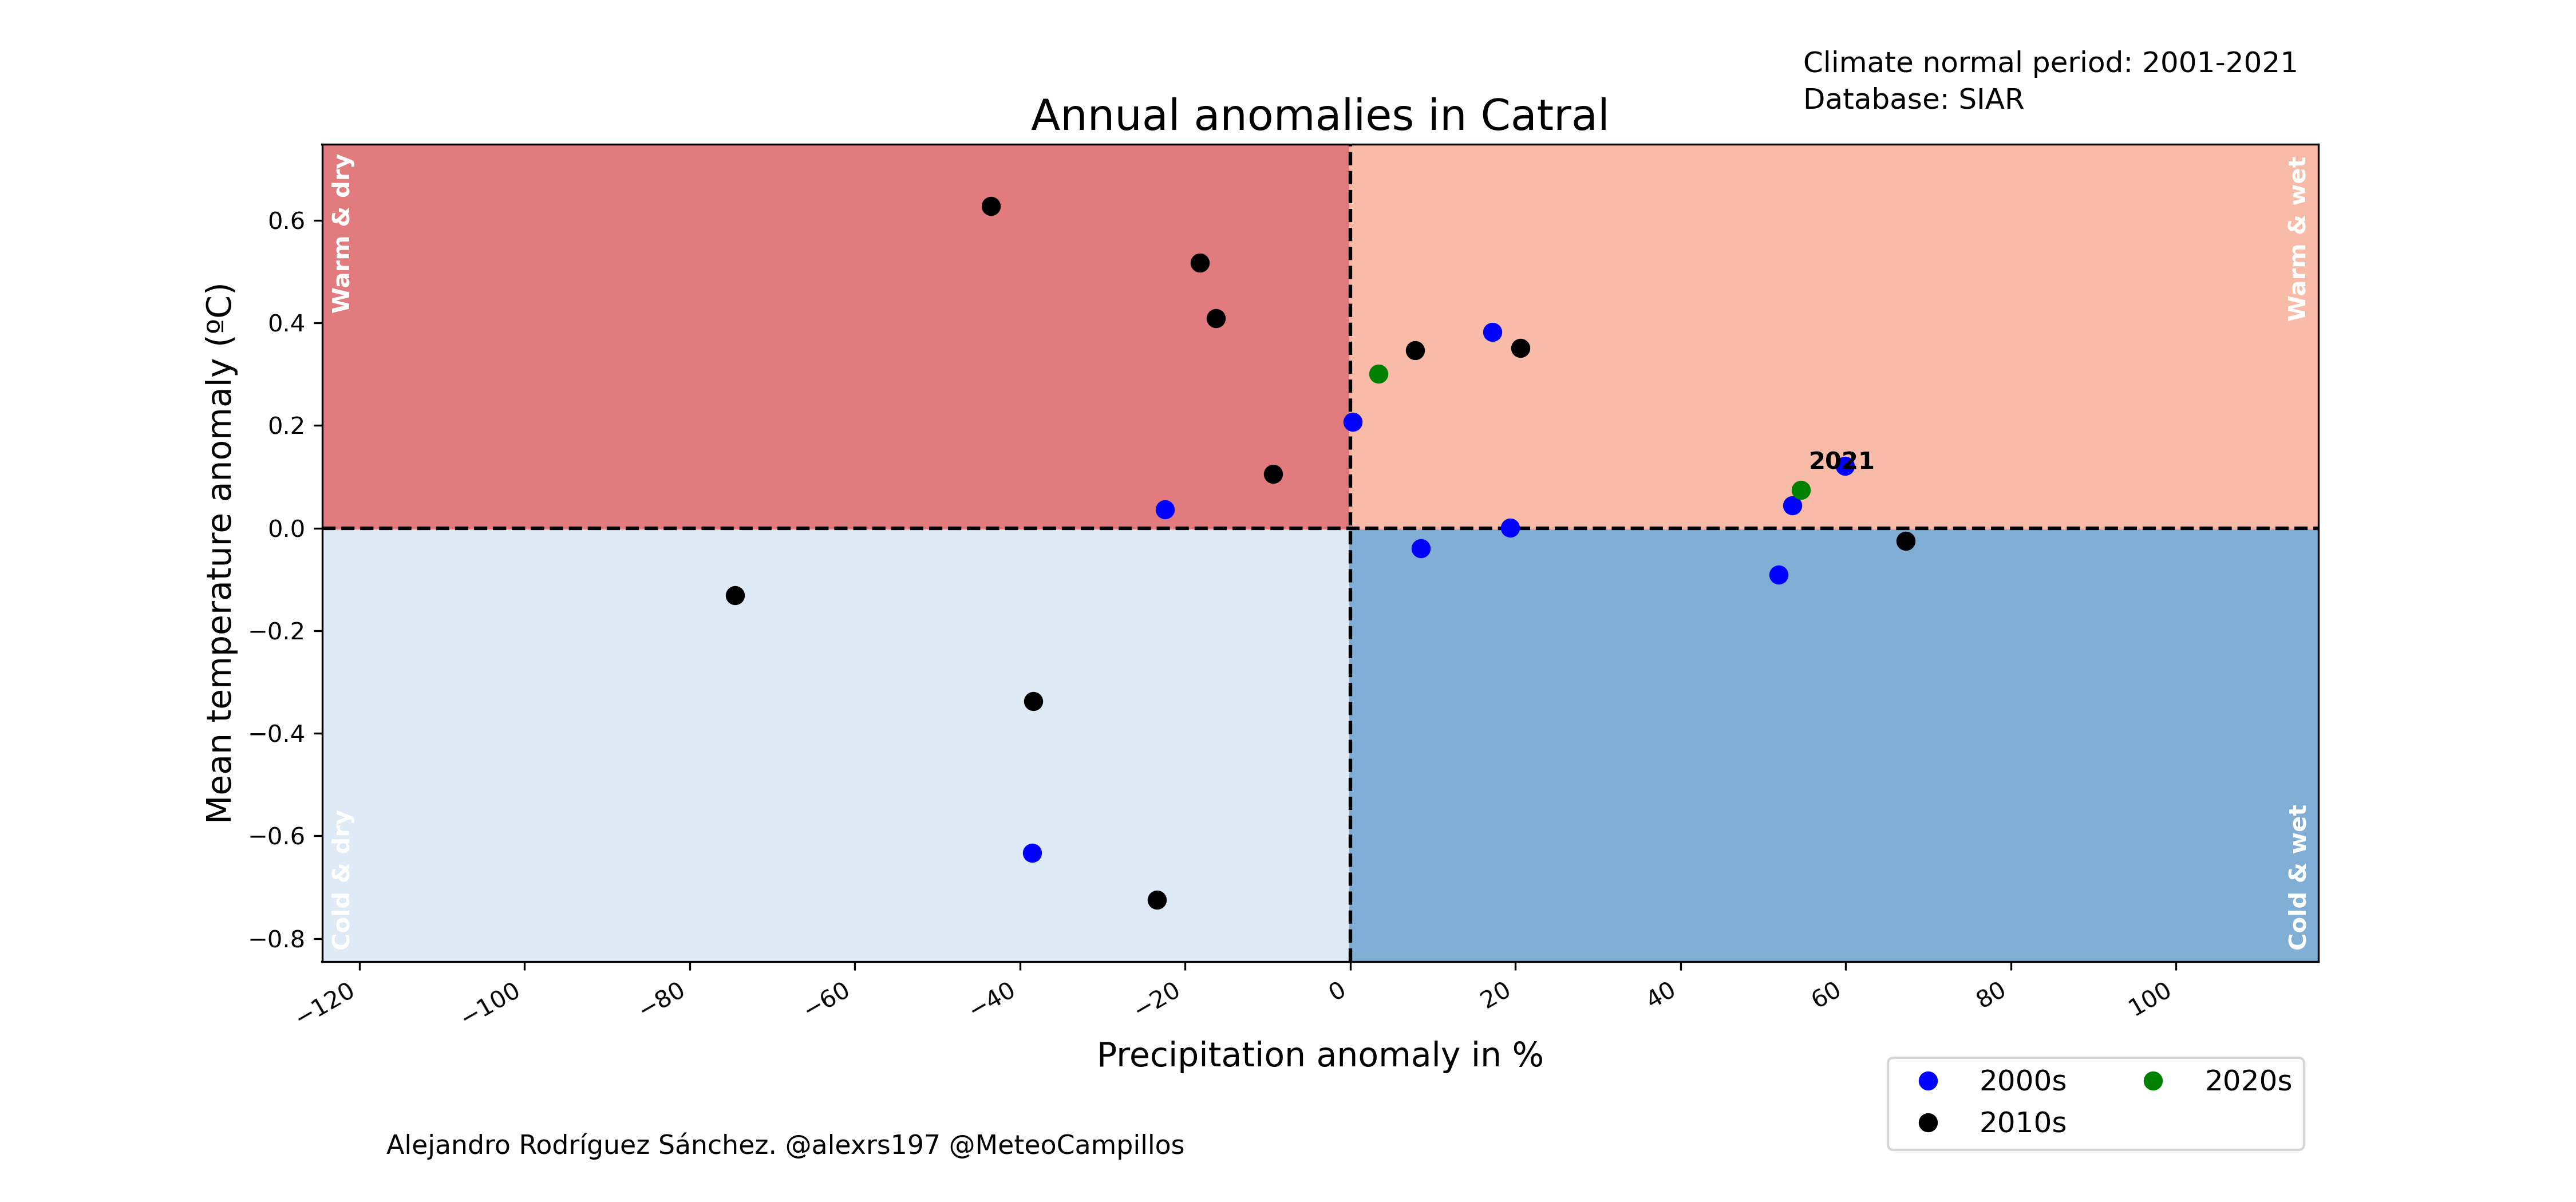 Climate normal period: 2001-2021
Database: SIAR
Annual anomalies in Catral
Warm & dry
Warm & wet
Mean temperature anomaly (ºC)
0.6
0.4
0.2
0.0
−0.2
−0.4
−0.6
−0.8
2021
Cold & dry
Cold & wet
−120
−100
−80
−60
−40
−20
0
20
40
60
80
100
Precipitation anomaly in %
2000s
2020s
2010s
Alejandro Rodríguez Sánchez. @alexrs197 @MeteoCampillos